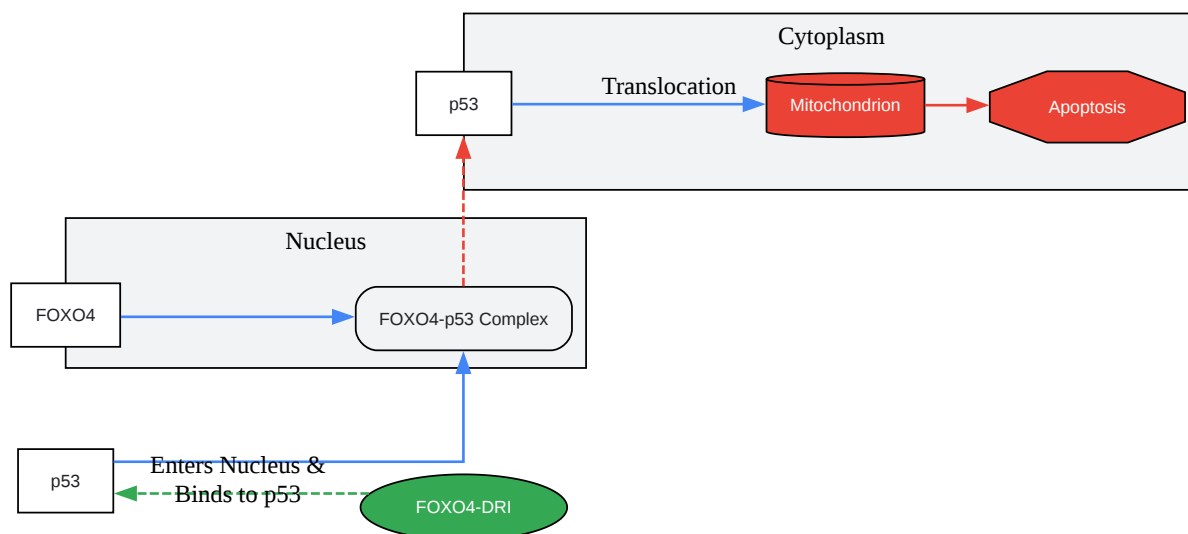 Cytoplasm
p53
Translocation
Mitochondrion
Apoptosis
Nucleus
FOXO4
FOXO4-p53 Complex
p53
Enters Nucleus &
Binds to p53
FOXO4-DRI